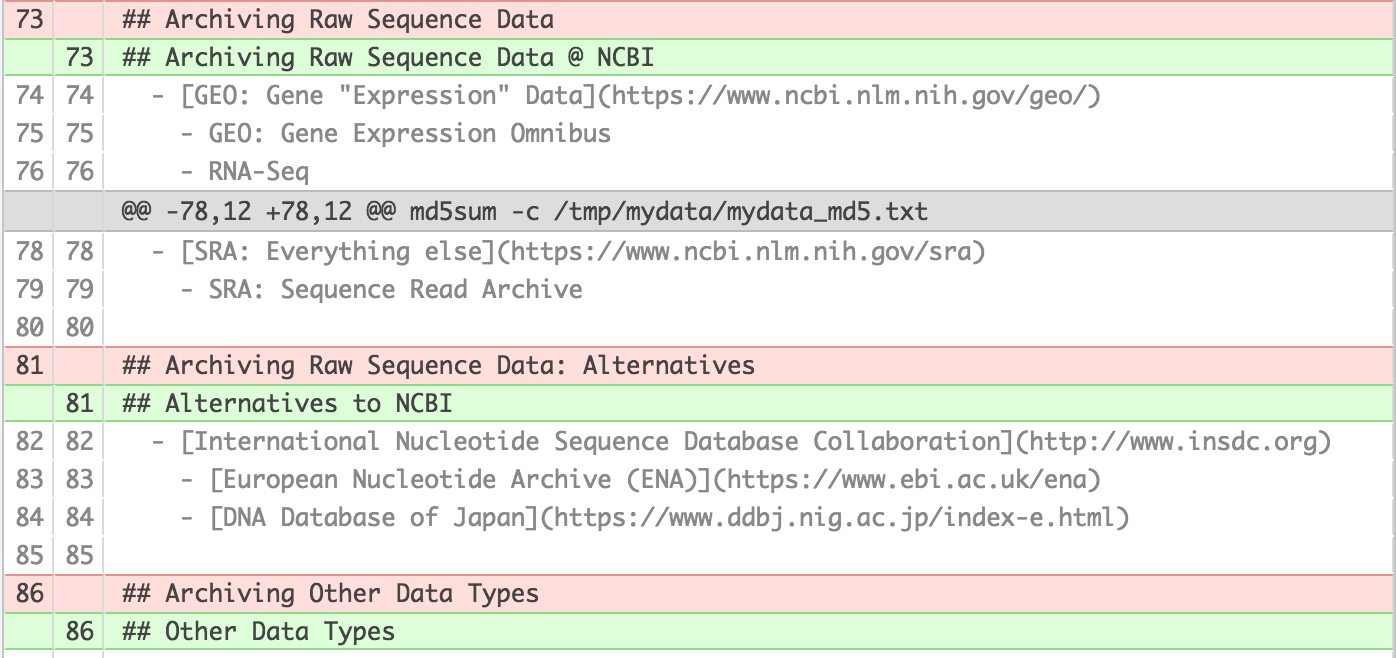 73 ## Archiving Raw Sequence Data
73 ## Archiving Raw Sequence Data @ NCBI
74 74 - [GEO: Gene "Expression" Data](https://www.ncbi.nlm.nih.gov/geo/)
75 75 - GEO: Gene Expression Omnibus
76 76 - RNA-Seq
@@ -78,12 +78,12 @@ md5sum -c /tmp/mydata/mydata_md5.txt
78 78 - [SRA: Everything else](https://www.ncbi.nlm.nih.gov/sra)
79 79 - SRA: Sequence Read Archive
80 80
81 ## Archiving Raw Sequence Data: Alternatives
81 ## Alternatives to NCBI
82 82 - [International Nucleotide Sequence Database Collaboration](http://www.insdc.org)
83 83 - [European Nucleotide Archive (ENA)](https://www.ebi.ac.uk/ena)
84 84 - [DNA Database of Japan](https://www.ddbj.nig.ac.jp/index-e.html)
85 85
86 ## Archiving Other Data Types
86 ## Other Data Types